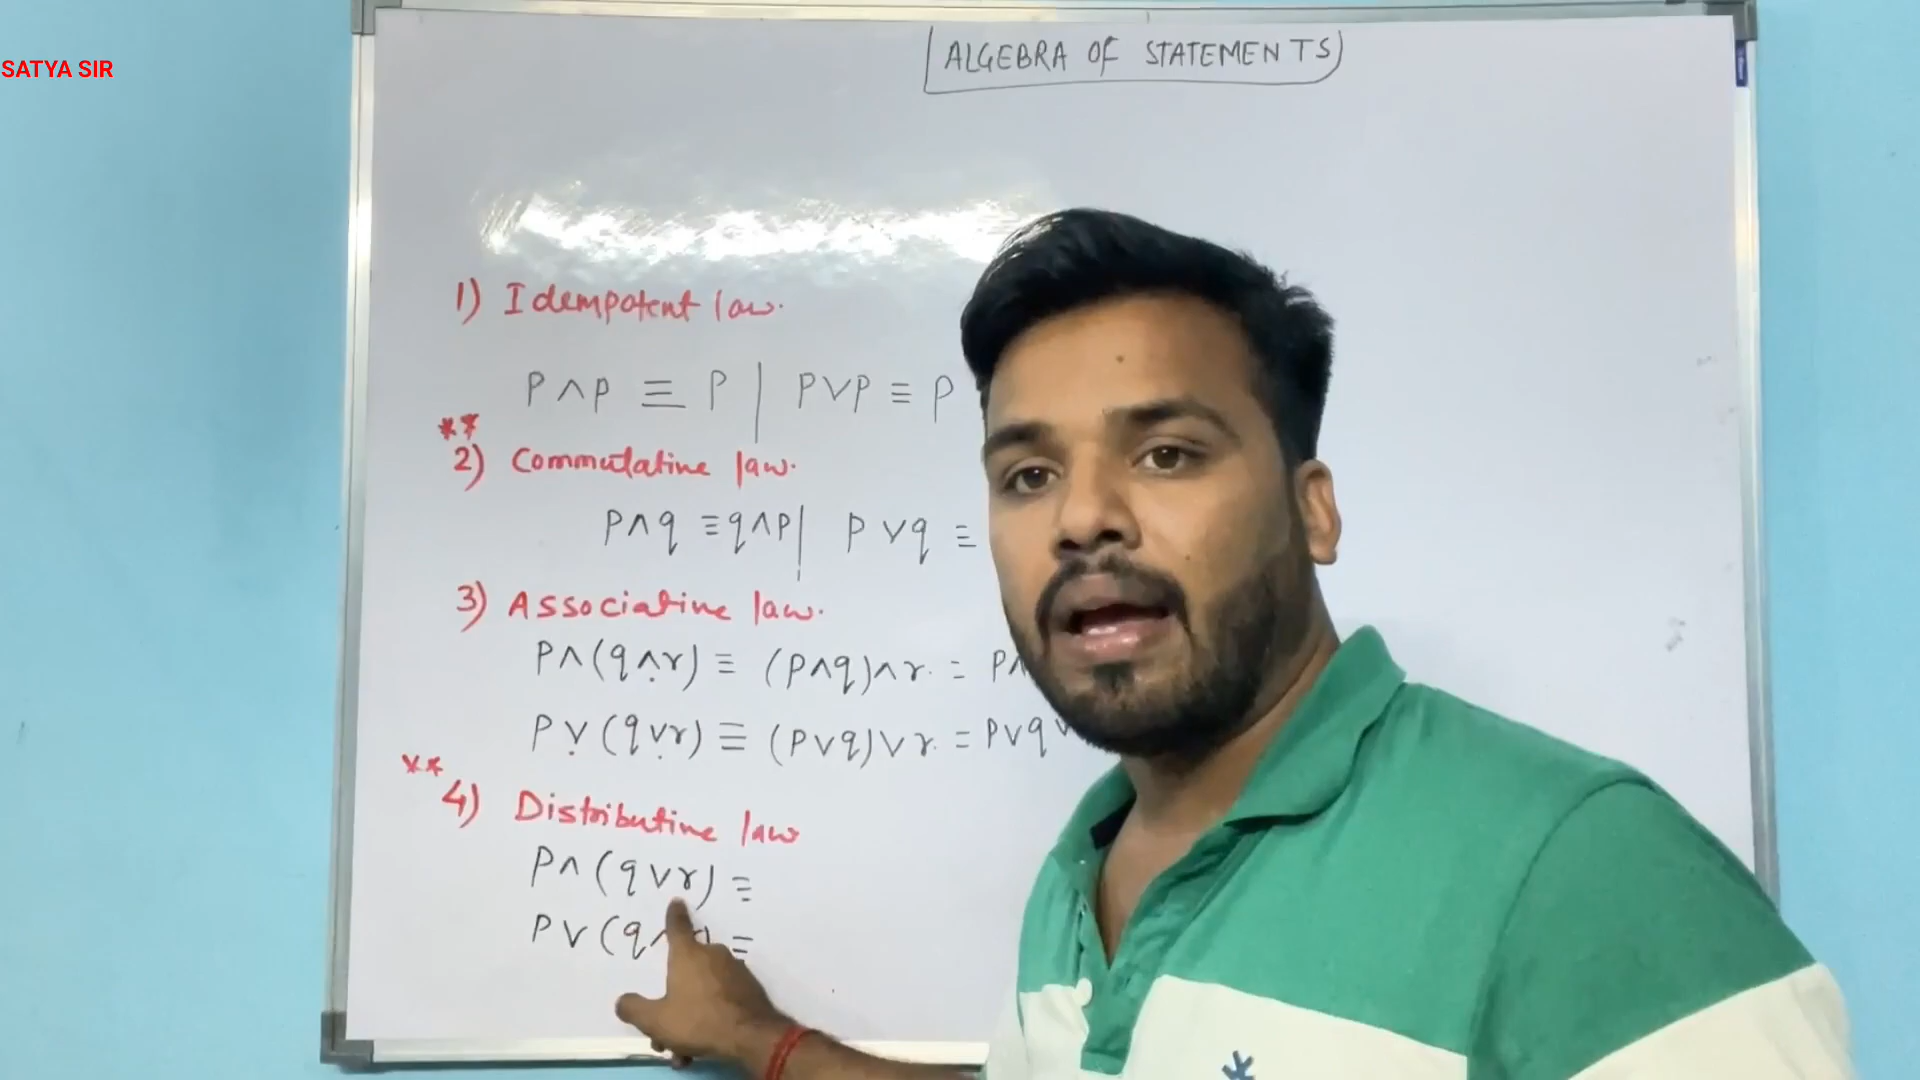 SATYA SIR
ALGEBRA OF STATEMENTS
1) Idempotent law.
P∧P ≡ P | P∨P ≡ P
**
2) Commutative law.
P∧q ≡ q∧P | P∨q ≡
3) Associative law.
P∧(q∧r) ≡ (P∧q)∧r. = P∧
P∨(q∨r) ≡ (P∨q)∨r. = P∨q∨
**
4) Distributive law
P∧(q∨r) ≡
P∨(q∧ ) ≡